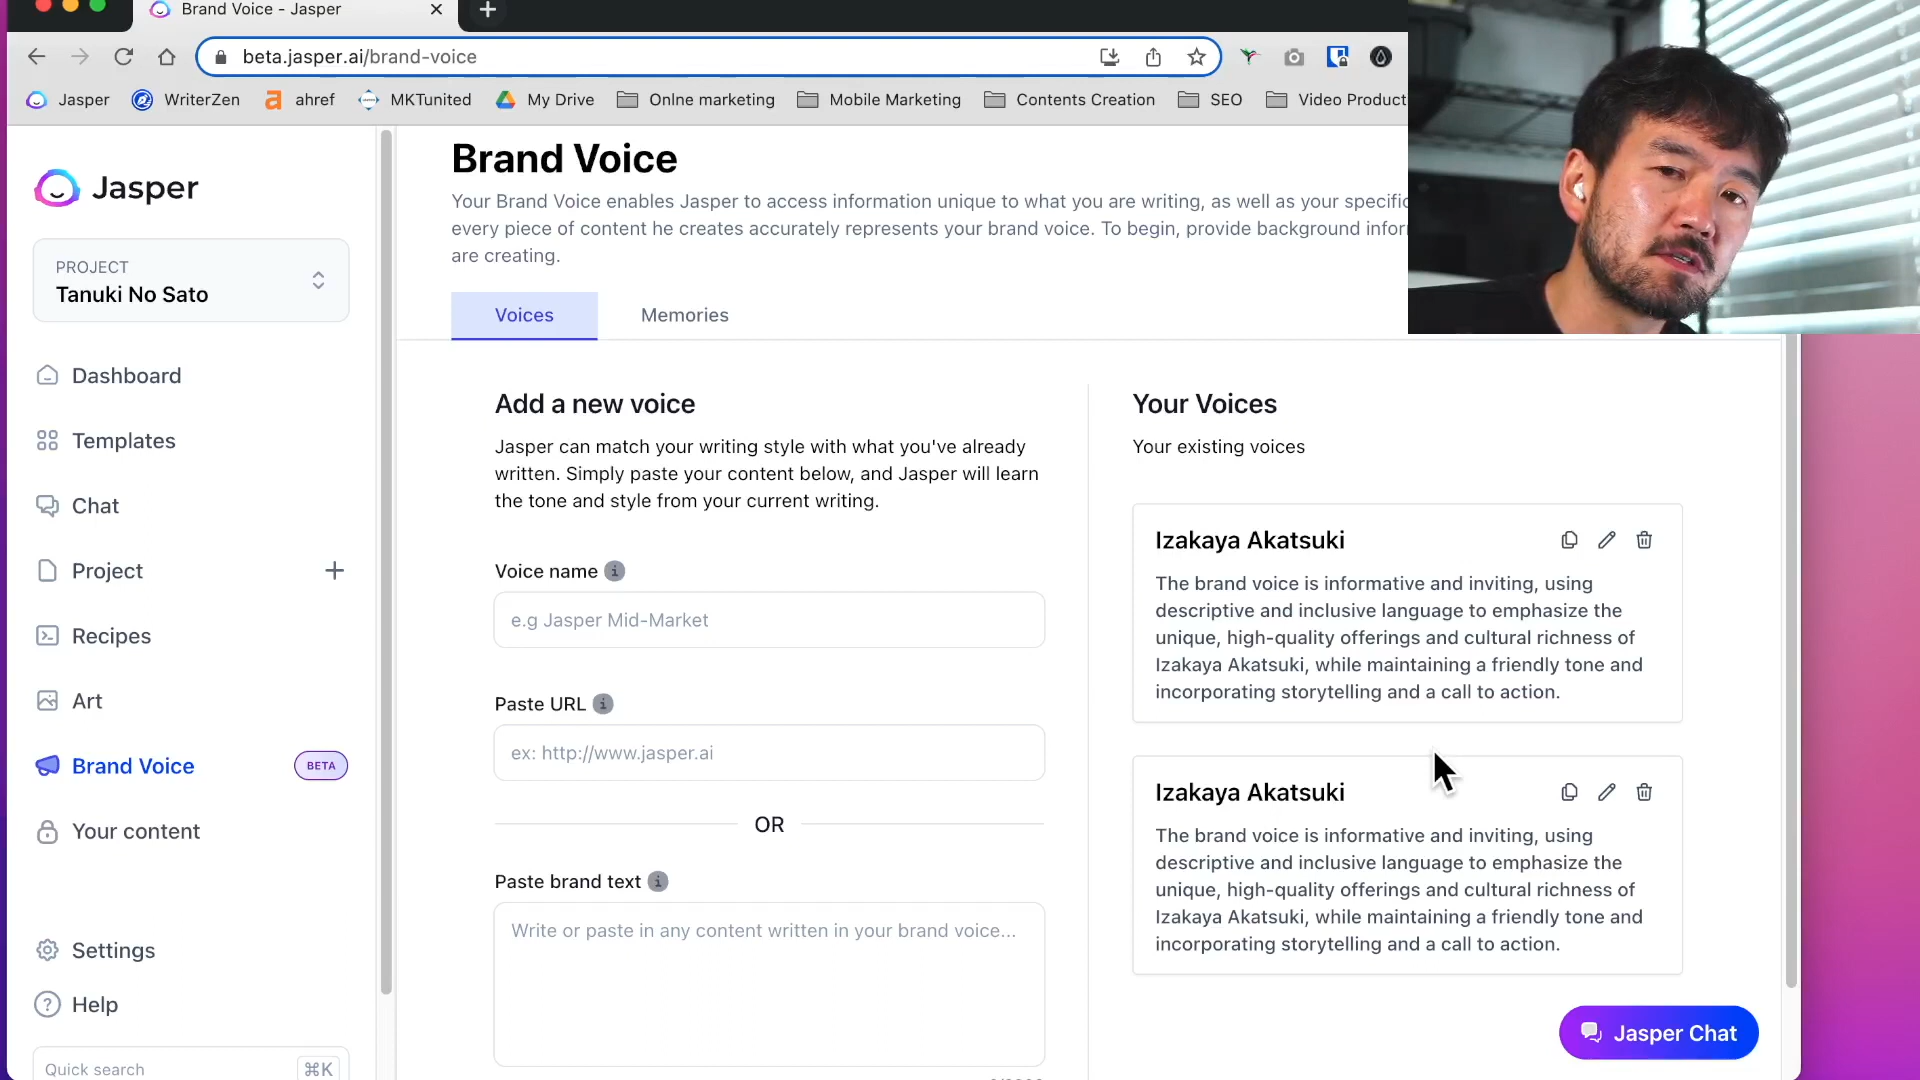 Brand Voice - Jasper
beta.jasper.ai/brand-voice
Jasper
WriterZen
ahref
MKTunited
My Drive
Onlne marketing
Mobile Marketing
Contents Creation
SEO
Video Product
Jasper
PROJECT
Tanuki No Sato
Dashboard
Templates
Chat
Project
Recipes
Art
Brand Voice
BETA
Your content
Settings
Help
Quick search
⌘K
Brand Voice
Your Brand Voice enables Jasper to access information unique to what you are writing, as well as your specific
every piece of content he creates accurately represents your brand voice. To begin, provide background infor
are creating.
Voices
Memories
Add a new voice
Jasper can match your writing style with what you've already
written. Simply paste your content below, and Jasper will learn
the tone and style from your current writing.
Voice name
e.g Jasper Mid-Market
Paste URL
ex: http://www.jasper.ai
OR
Paste brand text
Write or paste in any content written in your brand voice...
Your Voices
Your existing voices
Izakaya Akatsuki
The brand voice is informative and inviting, using
descriptive and inclusive language to emphasize the
unique, high-quality offerings and cultural richness of
Izakaya Akatsuki, while maintaining a friendly tone and
incorporating storytelling and a call to action.
Izakaya Akatsuki
The brand voice is informative and inviting, using
descriptive and inclusive language to emphasize the
unique, high-quality offerings and cultural richness of
Izakaya Akatsuki, while maintaining a friendly tone and
incorporating storytelling and a call to action.
Jasper Chat